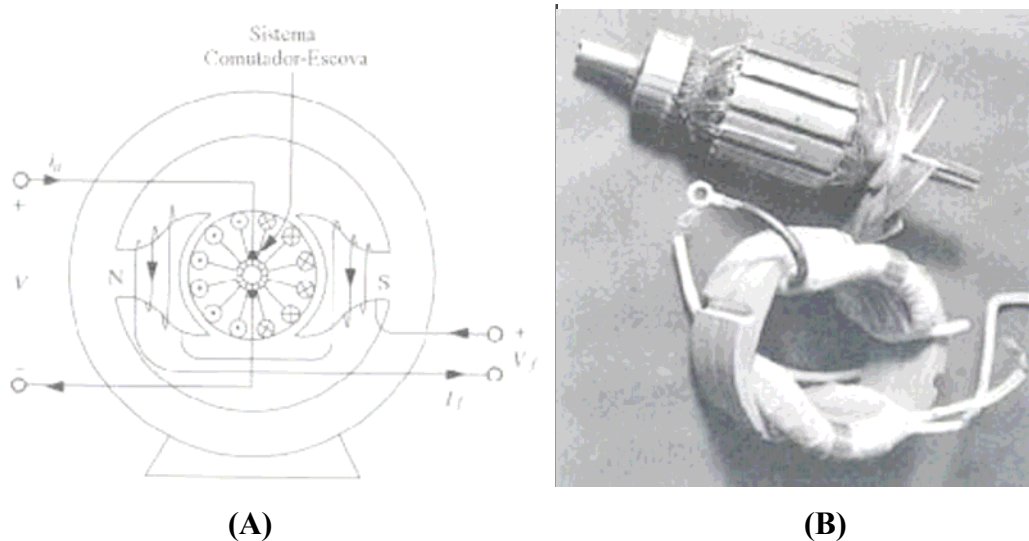 Sistema
Comutador-Escova
i_a
+
V
N
S
+
V_f
-
I_f
(A)
(B)